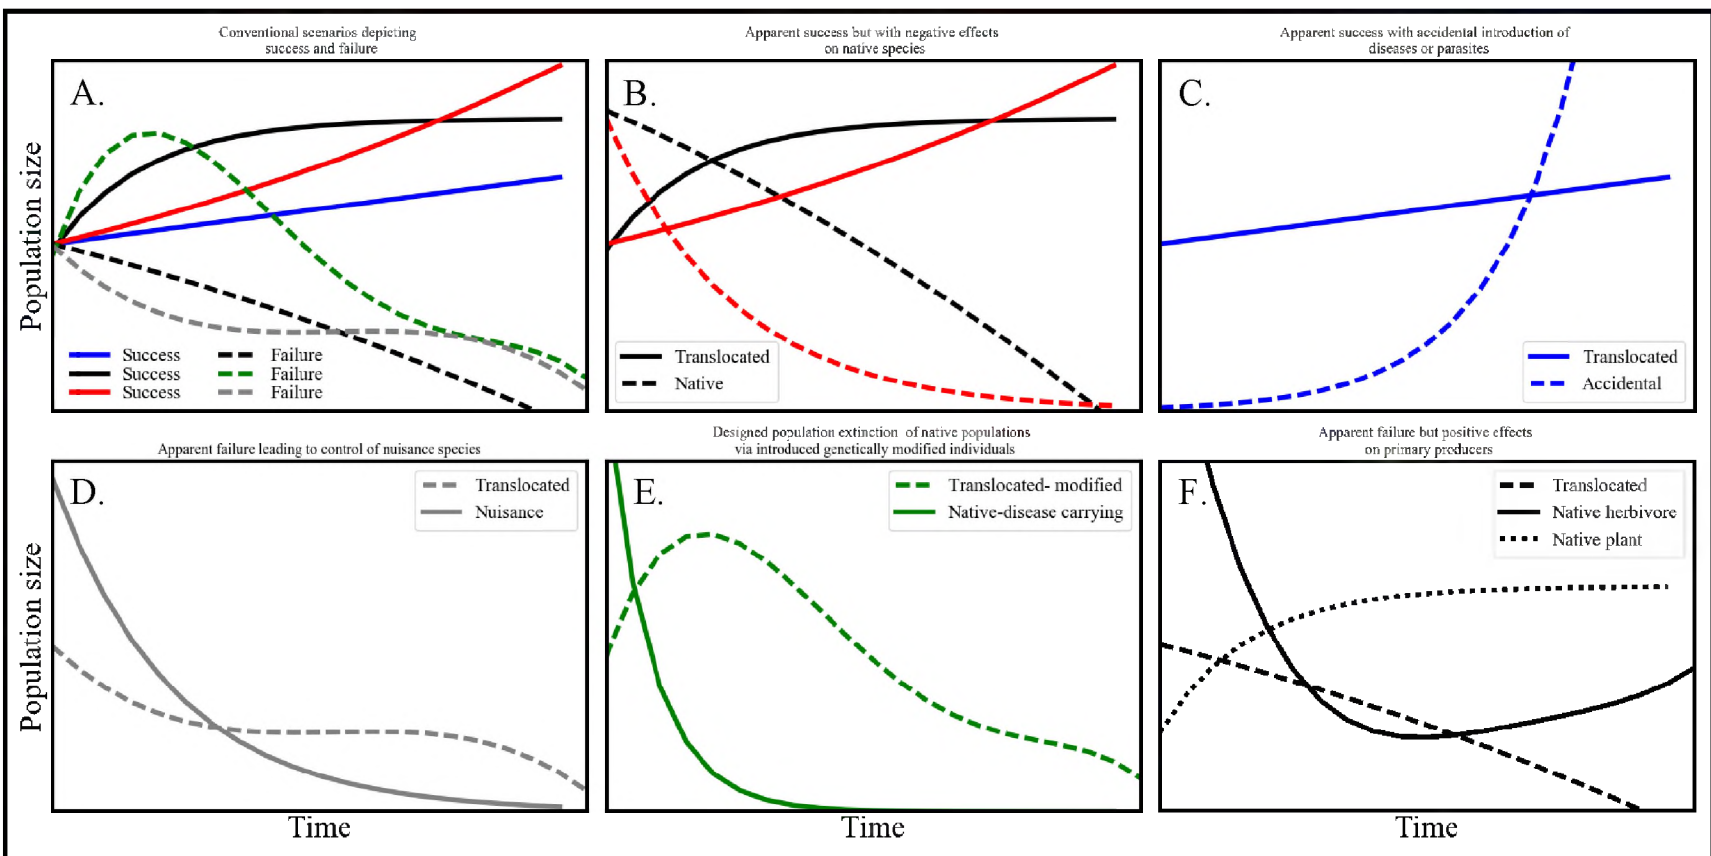 Conventional scenarios depicting
success and failure
Apparent success but with negative effects
on native species
Apparent success with accidental introduction of
diseases or parasites
A.
B.
C.
Population size
Success
Success
Success
Failure
Failure
Failure
Translocated
Native
Translocated
Accidental
Apparent failure leading to control of nuisance species
Designed population extinction of native populations
via introduced genetically modified individuals
Apparent failure but positive effects
on primary producers
D.
Translocated
Nuisance
E.
Translocated- modified
Native-disease carrying
F.
Translocated
Native herbivore
Native plant
Population size
Time
Time
Time